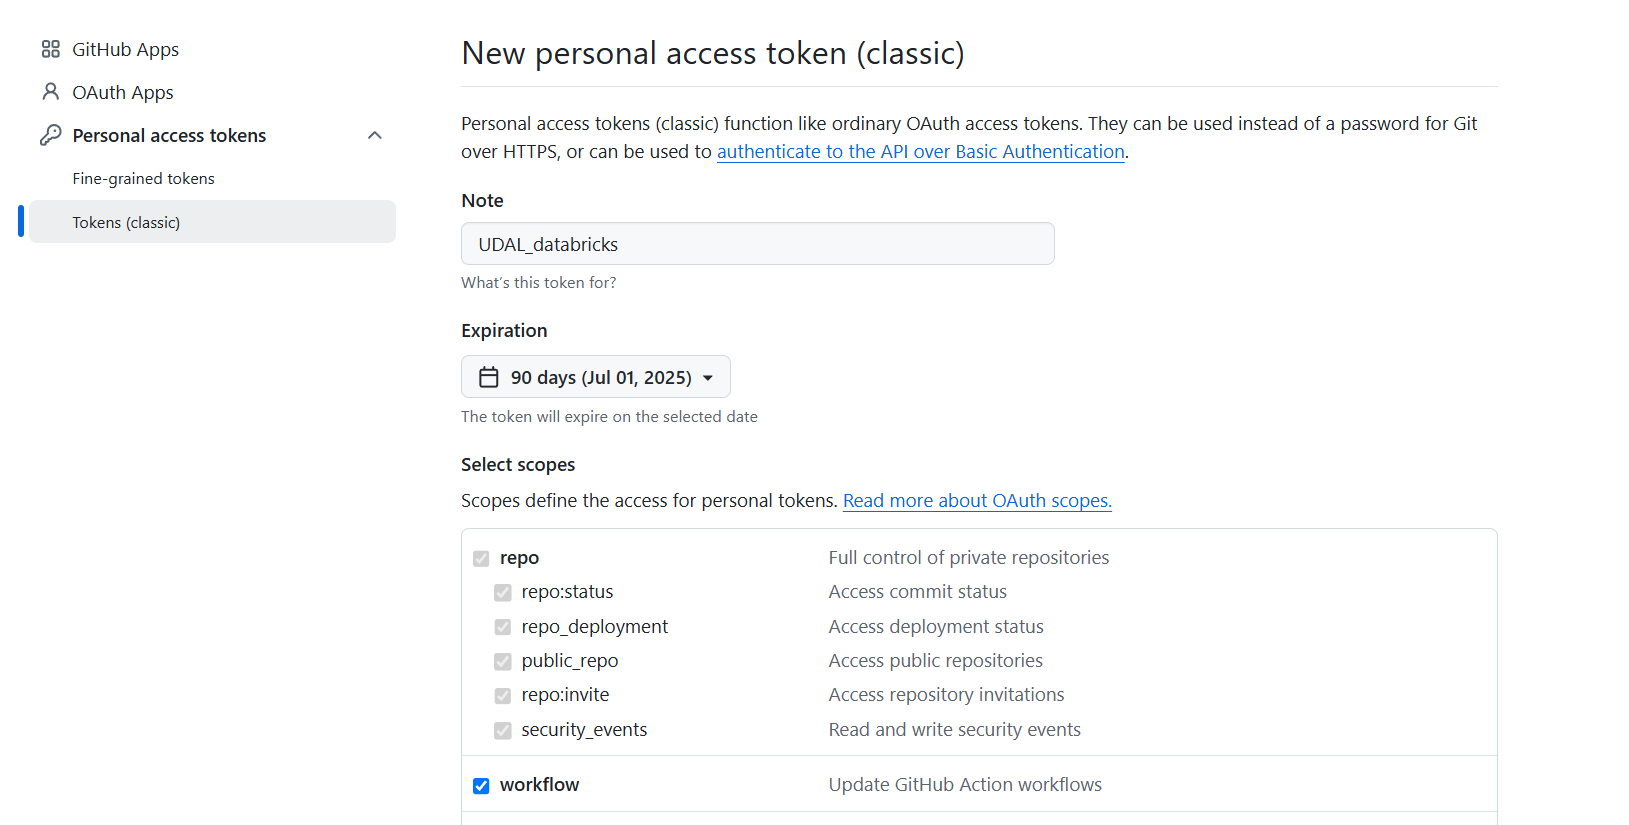 GitHub Apps
OAuth Apps
Personal access tokens
Fine-grained tokens
Tokens (classic)
New personal access token (classic)
Personal access tokens (classic) function like ordinary OAuth access tokens. They can be used instead of a password for Git
over HTTPS, or can be used to authenticate to the API over Basic Authentication.
Note
UDAL_databricks
What's this token for?
Expiration
90 days (Jul 01, 2025)
The token will expire on the selected date
Select scopes
Scopes define the access for personal tokens. Read more about OAuth scopes.
repo Full control of private repositories
repo:status Access commit status
repo_deployment Access deployment status
public_repo Access public repositories
repo:invite Access repository invitations
security_events Read and write security events
workflow Update GitHub Action workflows